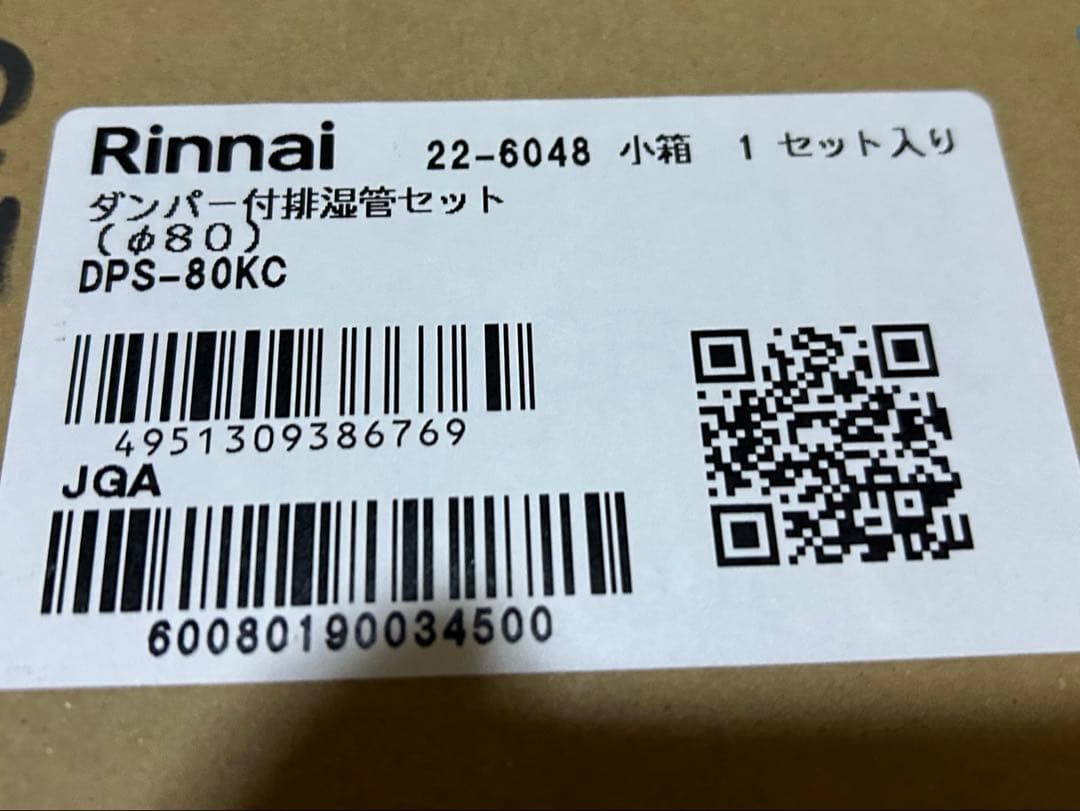 Rinnai 22-6048 小箱 1 セット入り
ダンパー付排湿管セット
(φ80)
DPS-80KC
4951309386769
JGA
60080190034500